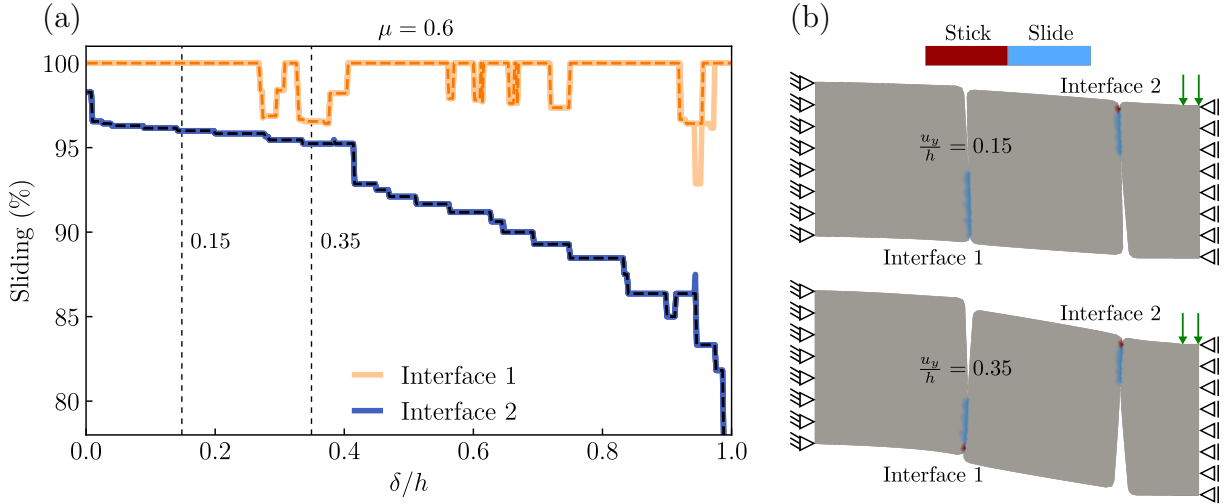 (a)
μ = 0.6
Sliding (%)
100
95
90
85
80
0.15
0.35
Interface 1
Interface 2
0.0
0.2
0.4
0.6
0.8
1.0
δ/h
(b)
Stick Slide
Interface 2
u_y/h = 0.15
Interface 1
Interface 2
u_y/h = 0.35
Interface 1